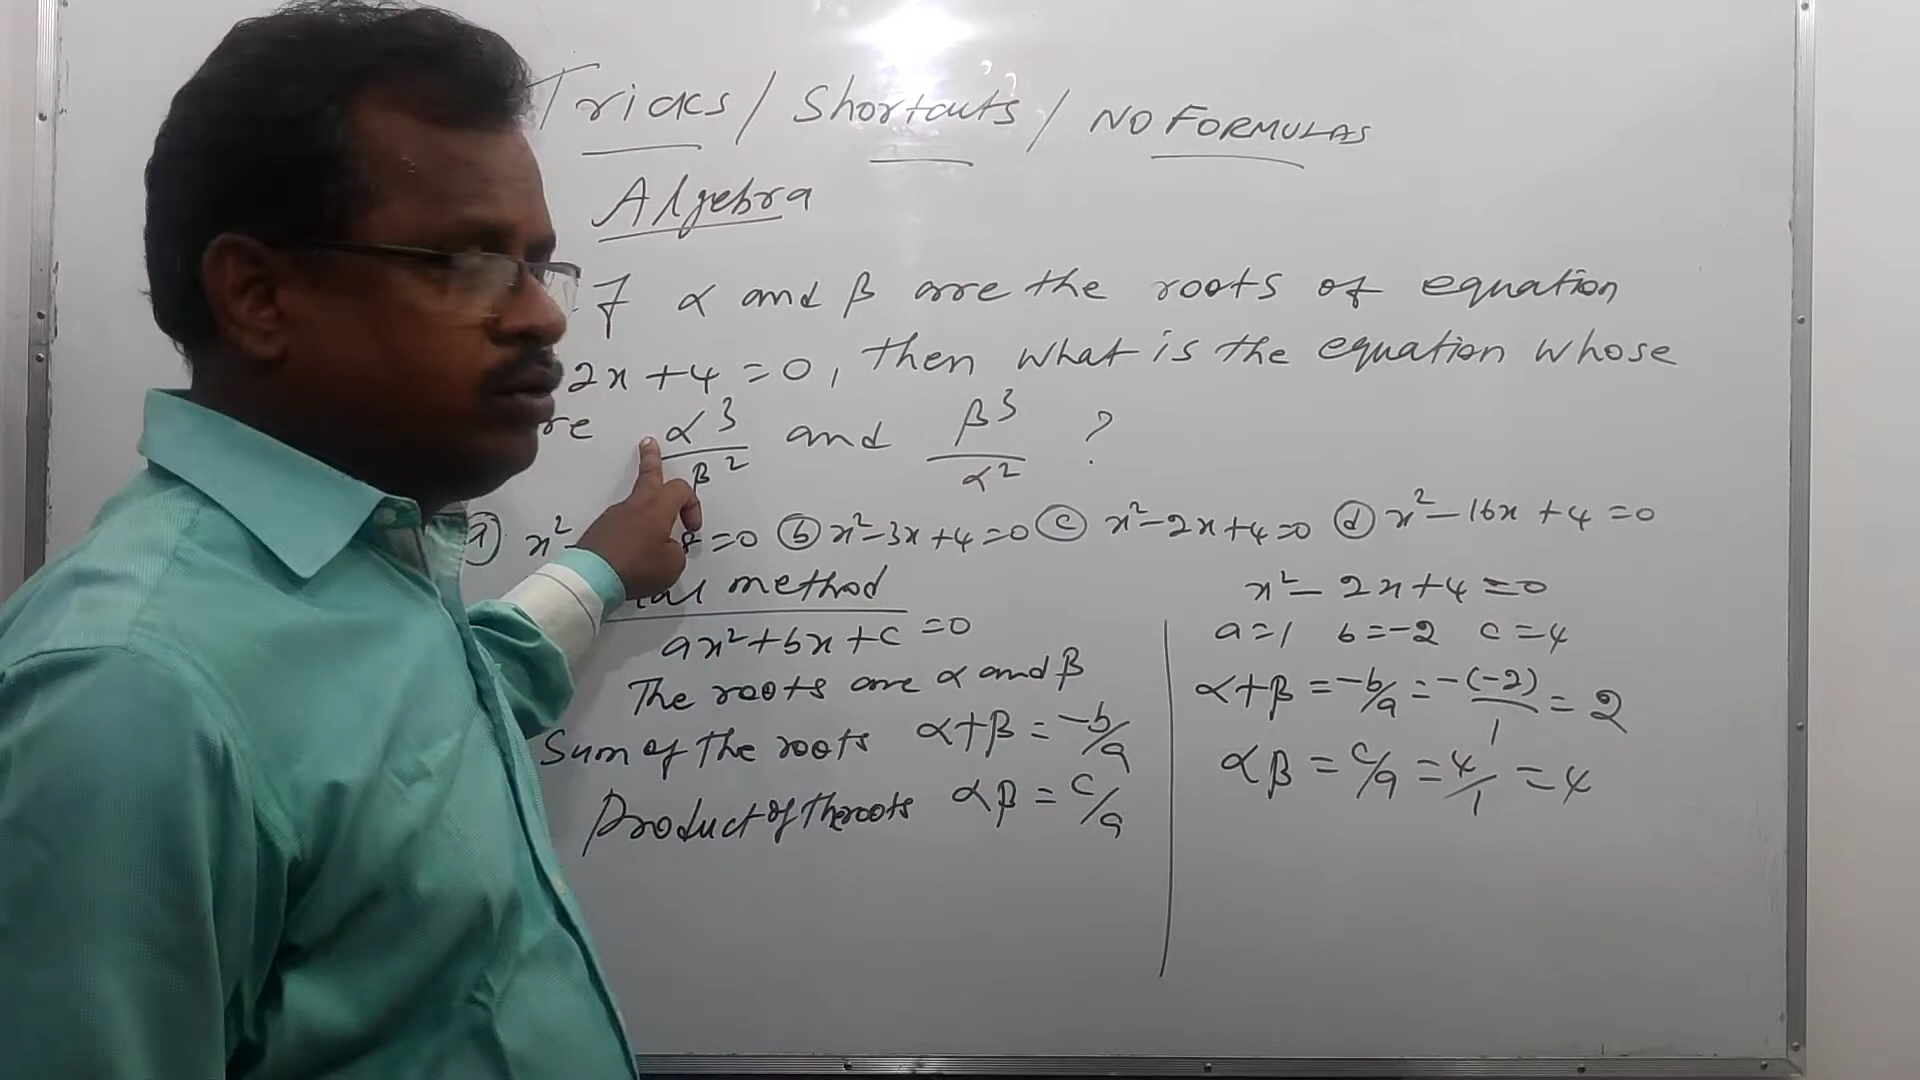 Tricks / Shortcuts / NO FORMULAS
Algebra
α and β are the roots of equation
2x + 4 = 0, then what is the equation whose
re α³/β² and β³/α² ?
a) x² 8 = 0 b) x² - 3x + 4 = 0 c) x² - 2x + 4 = 0 d) x² - 16x + 4 = 0
method
ax² + bx + c = 0
The roots are α and β
Sum of the roots α + β = -b/a
Product of the roots αβ = c/a
x² - 2x + 4 = 0
a = 1 b = -2 c = 4
α + β = -b/a = -(-2)/1 = 2
αβ = c/a = 4/1 = 4